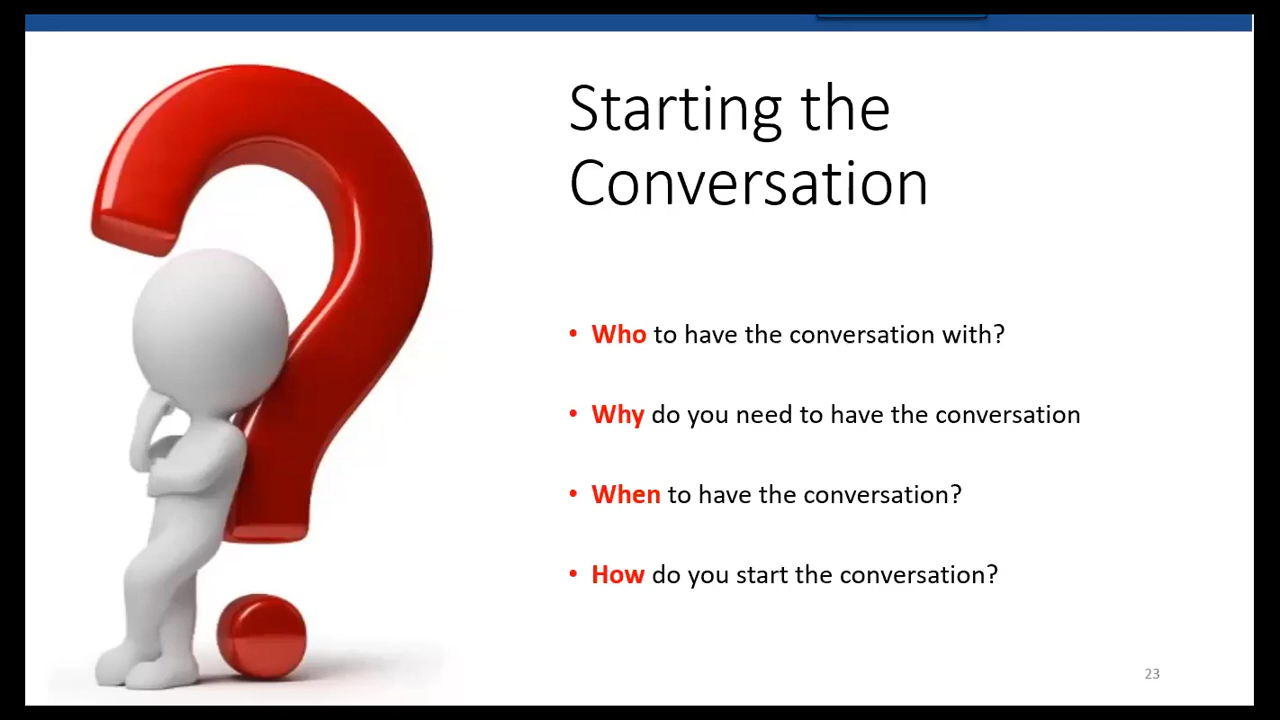 Starting the
Conversation
• Who to have the conversation with?
• Why do you need to have the conversation
• When to have the conversation?
• How do you start the conversation?
23